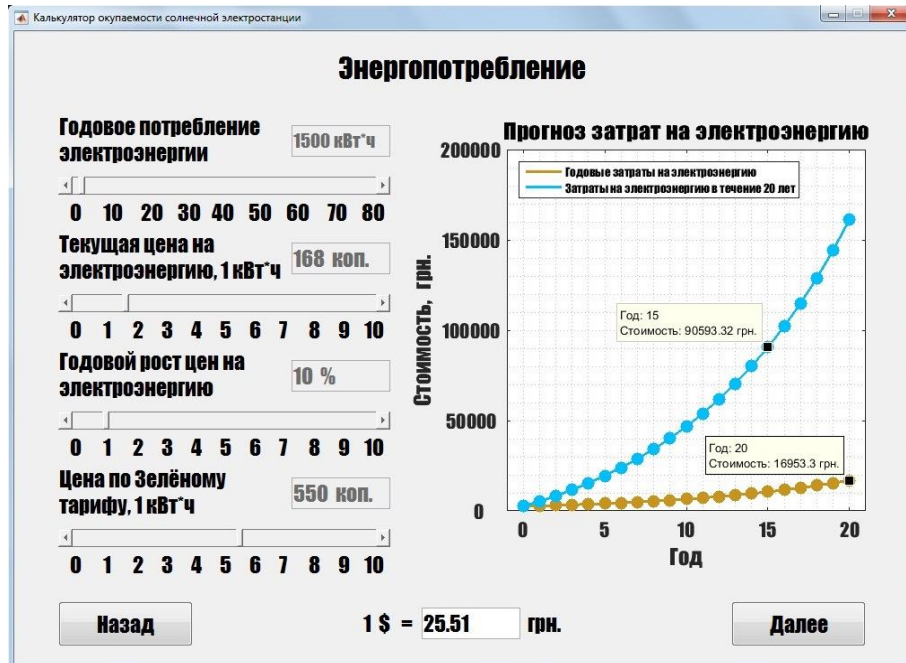 Калькулятор окупаемости солнечной электростанции
Энергопотребление
Годовое потребление
электроэнергии
1500 кВт*ч
0 10 20 30 40 50 60 70 80
Текущая цена на
электроэнергию, 1 кВт*ч
168 коп.
0 1 2 3 4 5 6 7 8 9 10
Годовой рост цен на
электроэнергию
10 %
0 1 2 3 4 5 6 7 8 9 10
Цена по Зелёному
тарифу, 1 кВт*ч
550 коп.
0 1 2 3 4 5 6 7 8 9 10
Прогноз затрат на электроэнергию
Годовые затраты на электроэнергию
Затраты на электроэнергию в течение 20 лет
Стоимость, грн.
200000
150000
100000
50000
0
Год: 15
Стоимость: 90593.32 грн.
Год: 20
Стоимость: 16953.3 грн.
0 5 10 15 20
Год
Назад
1 $ = 25.51 грн.
Далее